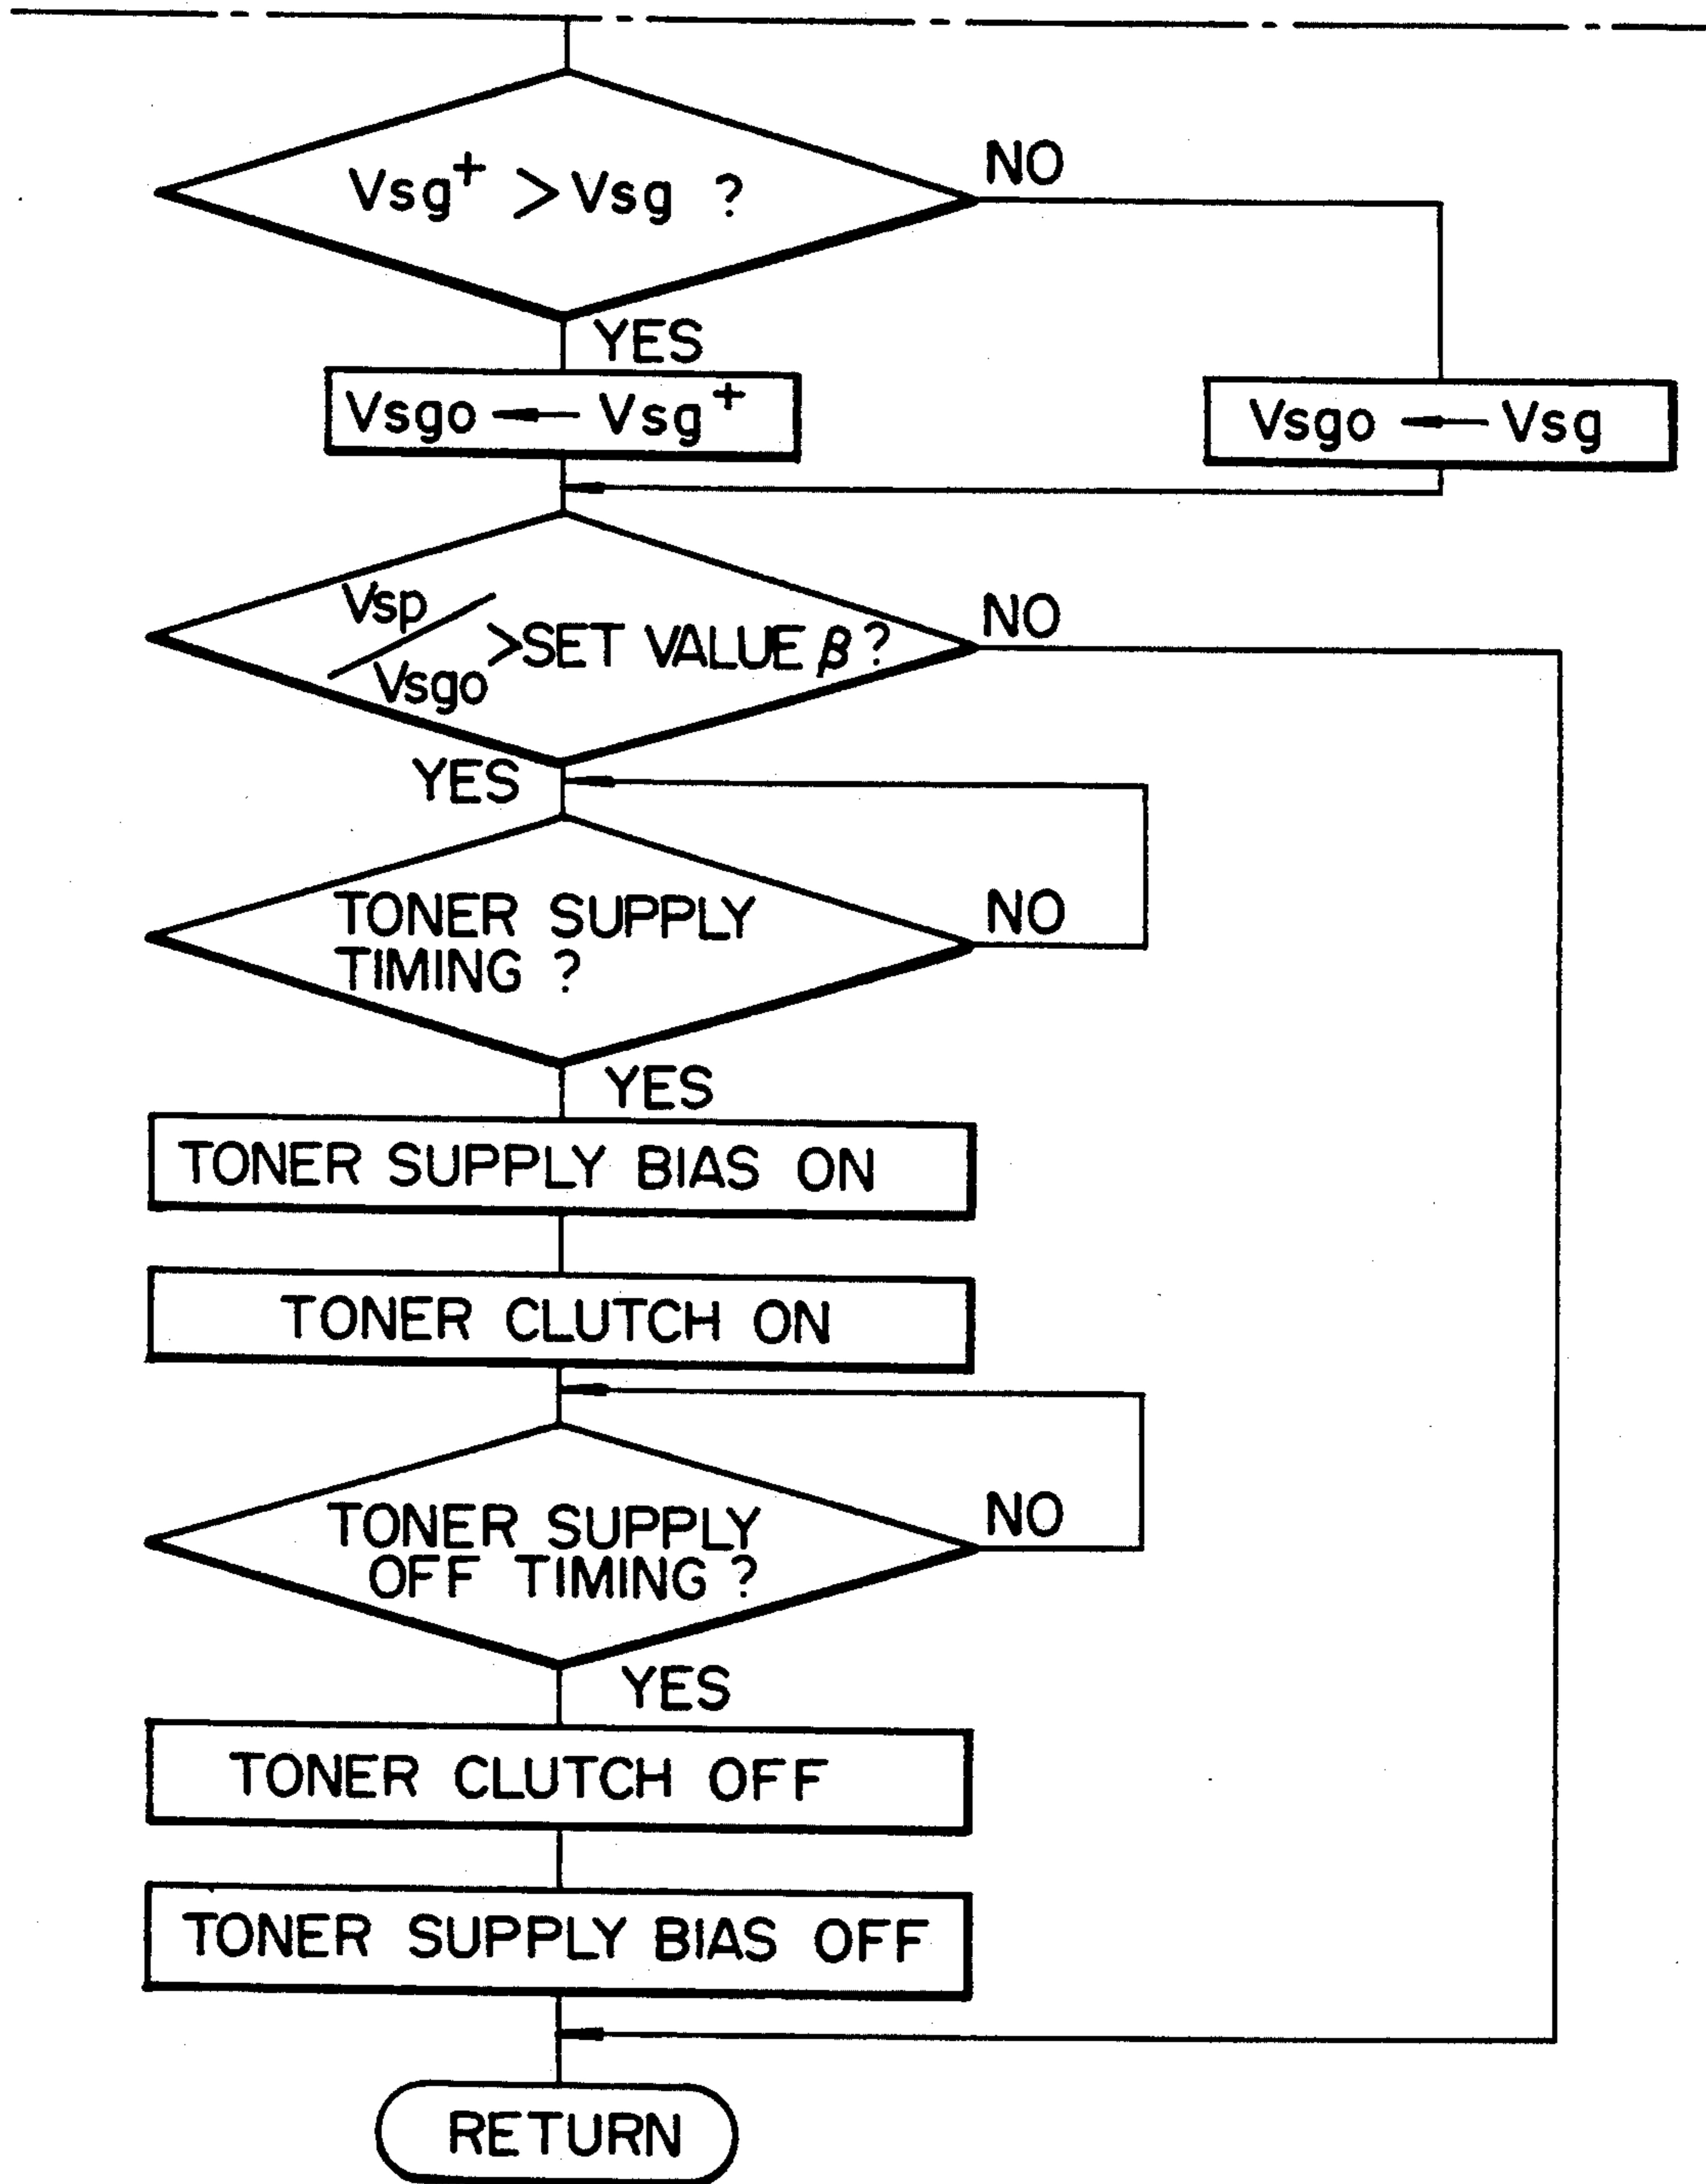 Vsg+ > Vsg ?
NO
YES
Vsgo ← Vsg+
Vsgo ← Vsg
Vsp/Vsgo >SET VALUE β?
NO
YES
TONER SUPPLY
TIMING ?
NO
YES
TONER SUPPLY BIAS ON
TONER CLUTCH ON
TONER SUPPLY
OFF TIMING ?
NO
YES
TONER CLUTCH OFF
TONER SUPPLY BIAS OFF
RETURN